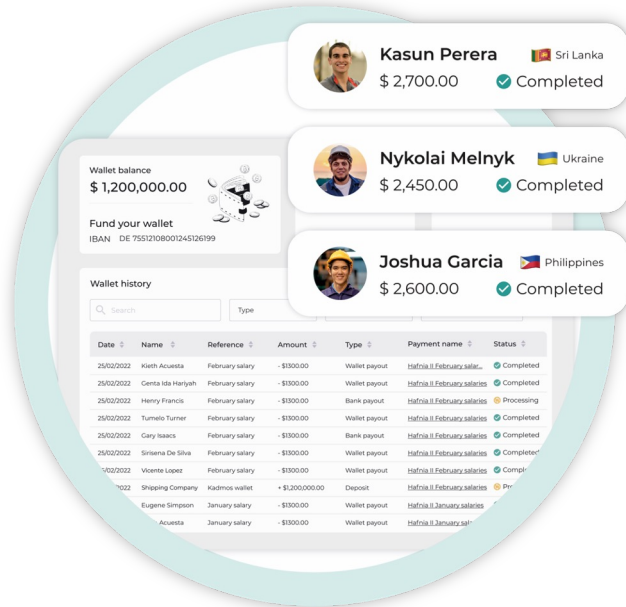 Kasun Perera Sri Lanka
$ 2,700.00 Completed
Nykolai Melnyk Ukraine
$ 2,450.00 Completed
Joshua Garcia Philippines
$ 2,600.00 Completed
Wallet balance
$ 1,200,000.00
Fund your wallet
IBAN DE 75512108001245126199
Wallet history
Search Type
Date Name Reference Amount Type Payment name Status
25/02/2022 Kieth Acuesta February salary - $1300.00 Wallet payout Hafnia II February salar... Completed
25/02/2022 Genta Ida Hariyah February salary - $1300.00 Wallet payout Hafnia II February salaries Completed
25/02/2022 Henry Francis February salary - $1300.00 Bank payout Hafnia II February salaries Processing
25/02/2022 Tumelo Turner February salary - $1300.00 Wallet payout Hafnia II February salaries Completed
25/02/2022 Gary Isaacs February salary - $1300.00 Bank payout Hafnia II February salaries Completed
25/02/2022 Sirisena De Silva February salary - $1300.00 Wallet payout Hafnia II February salaries Completed
/02/2022 Vicente Lopez February salary - $1300.00 Wallet payout Hafnia II February salaries
2022 Shipping Company Kadmos wallet + $1,200,000.00 Deposit Hafnia II February salaries
Eugene Simpson January salary - $1300.00 Wallet payout Hafnia II January salaries
Acuesta January salary - $1300.00 Wallet payout Hafnia II January